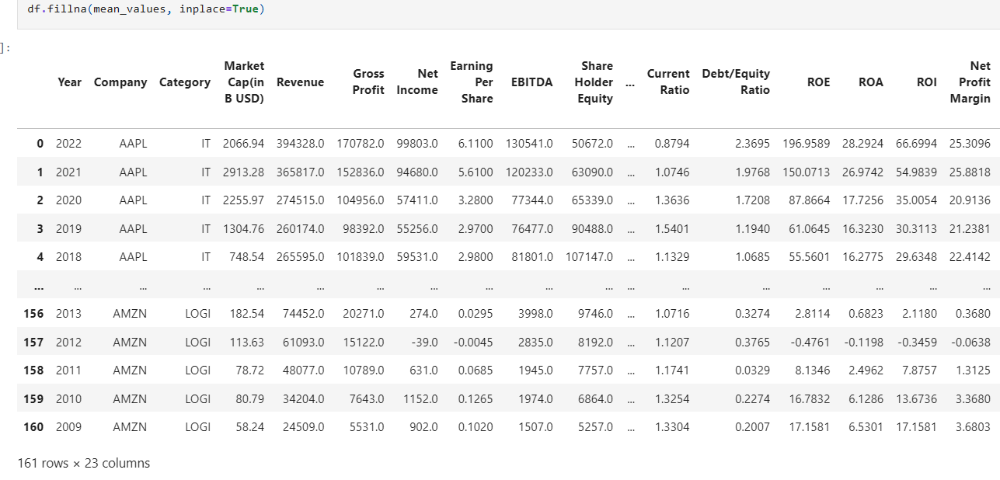 df.fillna(mean_values, inplace=True)
]:
Year Company Category Market Cap(in B USD) Revenue Gross Profit Net Income Earning Per Share EBITDA Share Holder Equity ... Current Ratio Debt/Equity Ratio ROE ROA ROI Net Profit Margin
0 2022 AAPL IT 2066.94 394328.0 170782.0 99803.0 6.1100 130541.0 50672.0 ... 0.8794 2.3695 196.9589 28.2924 66.6994 25.3096
1 2021 AAPL IT 2913.28 365817.0 152836.0 94680.0 5.6100 120233.0 63090.0 ... 1.0746 1.9768 150.0713 26.9742 54.9839 25.8818
2 2020 AAPL IT 2255.97 274515.0 104956.0 57411.0 3.2800 77344.0 65339.0 ... 1.3636 1.7208 87.8664 17.7256 35.0054 20.9136
3 2019 AAPL IT 1304.76 260174.0 98392.0 55256.0 2.9700 76477.0 90488.0 ... 1.5401 1.1940 61.0645 16.3230 30.3113 21.2381
4 2018 AAPL IT 748.54 265595.0 101839.0 59531.0 2.9800 81801.0 107147.0 ... 1.1329 1.0685 55.5601 16.2775 29.6348 22.4142
... ... ... ... ... ... ... ... ... ... ... ... ... ... ... ... ... ...
156 2013 AMZN LOGI 182.54 74452.0 20271.0 274.0 0.0295 3998.0 9746.0 ... 1.0716 0.3274 2.8114 0.6823 2.1180 0.3680
157 2012 AMZN LOGI 113.63 61093.0 15122.0 -39.0 -0.0045 2835.0 8192.0 ... 1.1207 0.3765 -0.4761 -0.1198 -0.3459 -0.0638
158 2011 AMZN LOGI 78.72 48077.0 10789.0 631.0 0.0685 1945.0 7757.0 ... 1.1741 0.0329 8.1346 2.4962 7.8757 1.3125
159 2010 AMZN LOGI 80.79 34204.0 7643.0 1152.0 0.1265 1974.0 6864.0 ... 1.3254 0.2274 16.7832 6.1286 13.6736 3.3680
160 2009 AMZN LOGI 58.24 24509.0 5531.0 902.0 0.1020 1507.0 5257.0 ... 1.3304 0.2007 17.1581 6.5301 17.1581 3.6803
161 rows × 23 columns